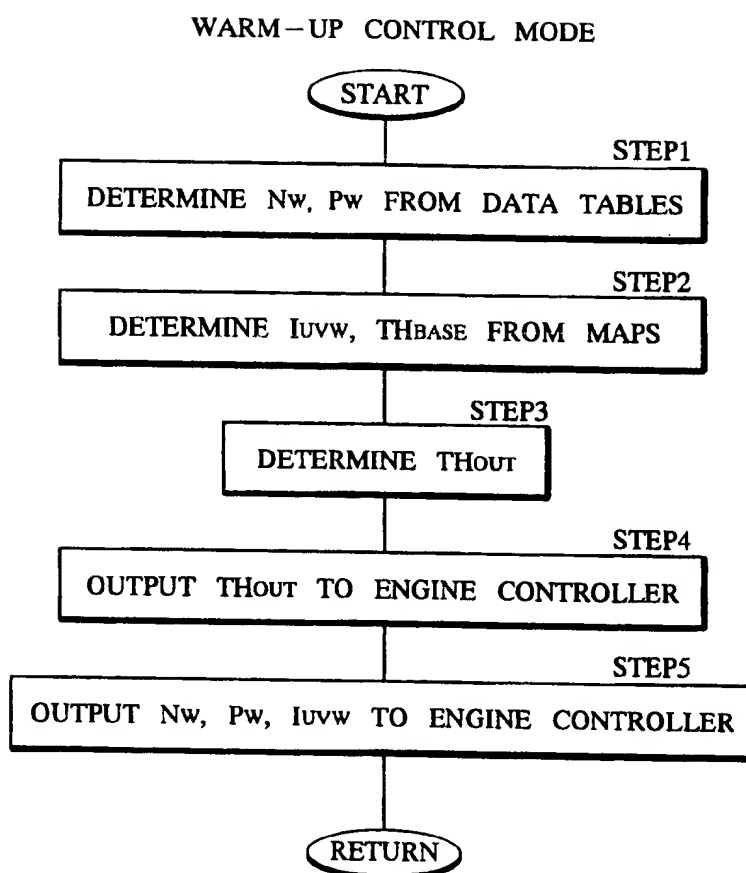 WARM-UP CONTROL MODE
START
STEP1
DETERMINE NW, PW FROM DATA TABLES
STEP2
DETERMINE IUVW, THBASE FROM MAPS
STEP3
DETERMINE THOUT
STEP4
OUTPUT THOUT TO ENGINE CONTROLLER
STEP5
OUTPUT NW, PW, IUVW TO ENGINE CONTROLLER
RETURN